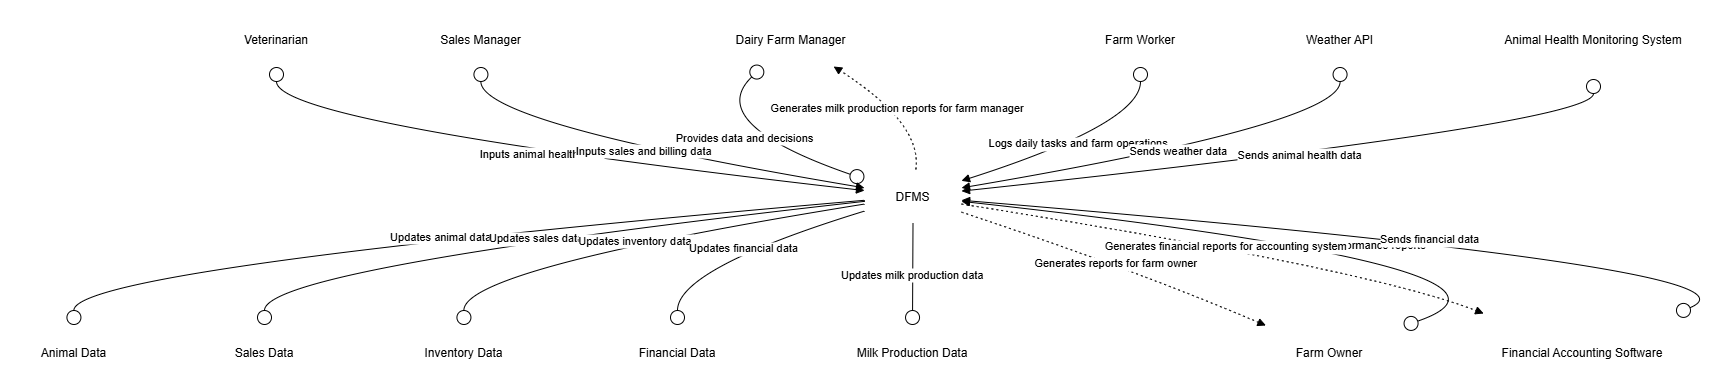 Veterinarian
Sales Manager
Dairy Farm Manager
Farm Worker
Weather API
Animal Health Monitoring System
Generates milk production reports for farm manager
Provides data and decisions
Logs daily tasks and farm operations
Inputs animal healt
Inputs sales and billing data
Sends weather data
Sends animal health data
DFMS
Updates animal data
Updates sales data
Updates inventory data
Updates financial data
Generates financial reports for accounting system
reports
Sends financial data
Generates reports for farm owner
Updates milk production data
Animal Data
Sales Data
Inventory Data
Financial Data
Milk Production Data
Farm Owner
Financial Accounting Software